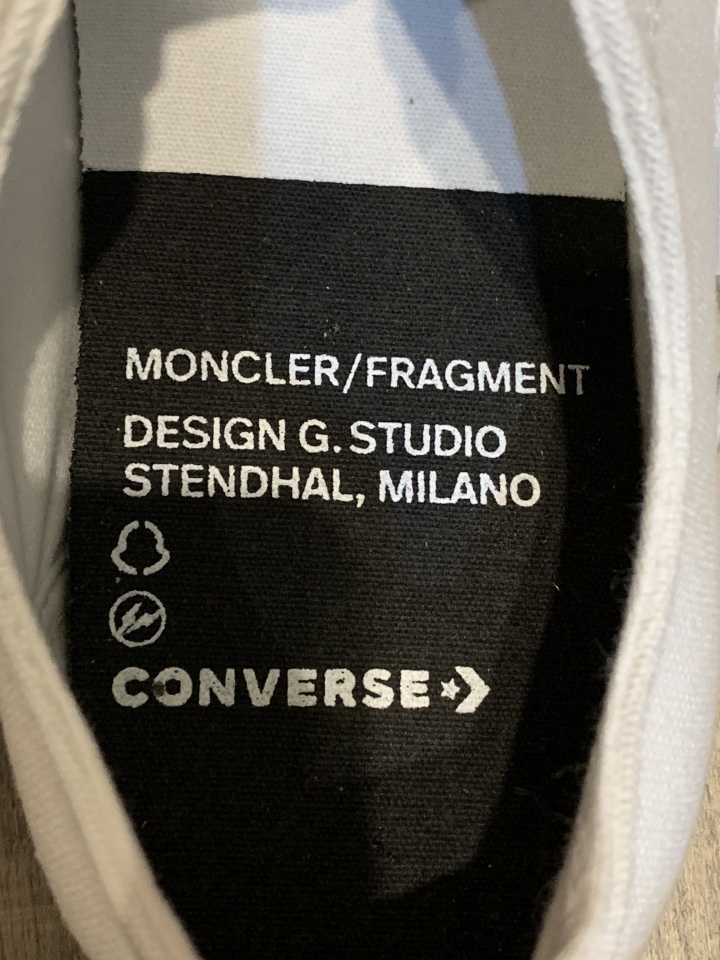 MONCLER/FRAGMENT
DESIGN G. STUDIO
STENDHAL, MILANO
CONVERSE